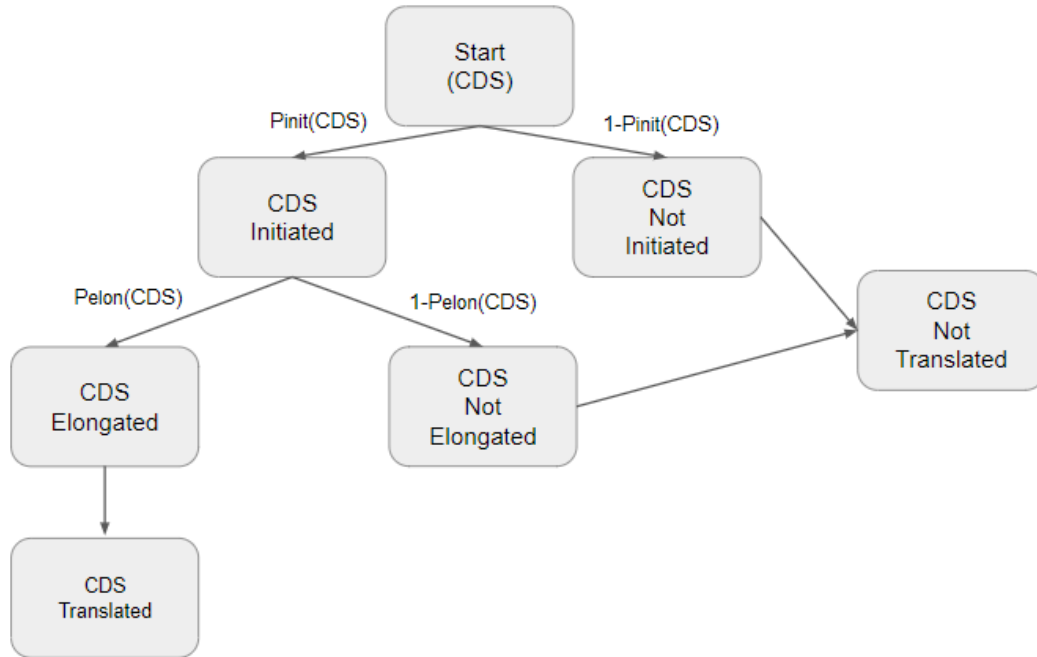 Start
(CDS)
Pinit(CDS)
1-Pinit(CDS)
CDS
Initiated
CDS
Not
Initiated
Pelon(CDS)
1-Pelon(CDS)
CDS
Not
Translated
CDS
Elongated
CDS
Not
Elongated
CDS
Translated